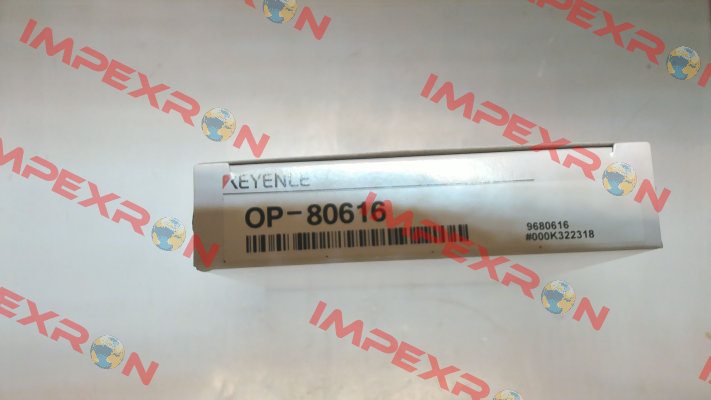 IMPEXRON
IMPEXRON
IMPEXRON
IMPEXRON
KEYENCE
OP-80616
9680616
#000K322318
IMPEXRON
IMPEXRON
IMPEXRON